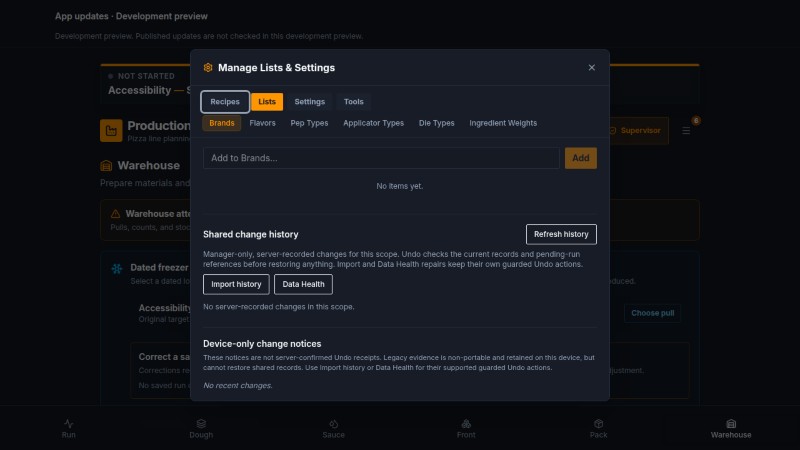 App updates · Development preview
Development preview. Published updates are not checked in this development preview.
NOT STARTED
Accessibility — S
Production
Pizza line planning
Supervisor
6
Warehouse
Prepare materials and
Warehouse atte
Pulls, counts, and stoc
Dated freezer
Select a dated lo
oduced.
Accessibility
Original target
Choose pull
Correct a sa
Corrections re
djustment.
No saved run
Manage Lists & Settings
Recipes
Lists
Settings
Tools
Brands
Flavors
Pep Types
Applicator Types
Die Types
Ingredient Weights
Add to Brands...
Add
No items yet.
Shared change history
Refresh history
Manager-only, server-recorded changes for this scope. Undo checks the current records and pending-run
references before restoring anything. Import and Data Health repairs keep their own guarded Undo actions.
Import history
Data Health
No server-recorded changes in this scope.
Device-only change notices
These notices are not server-confirmed Undo receipts. Legacy evidence is non-portable and retained on this device, but
cannot restore shared records. Use Import history or Data Health for their supported guarded Undo actions.
No recent changes.
Run
Dough
Sauce
Front
Pack
Warehouse